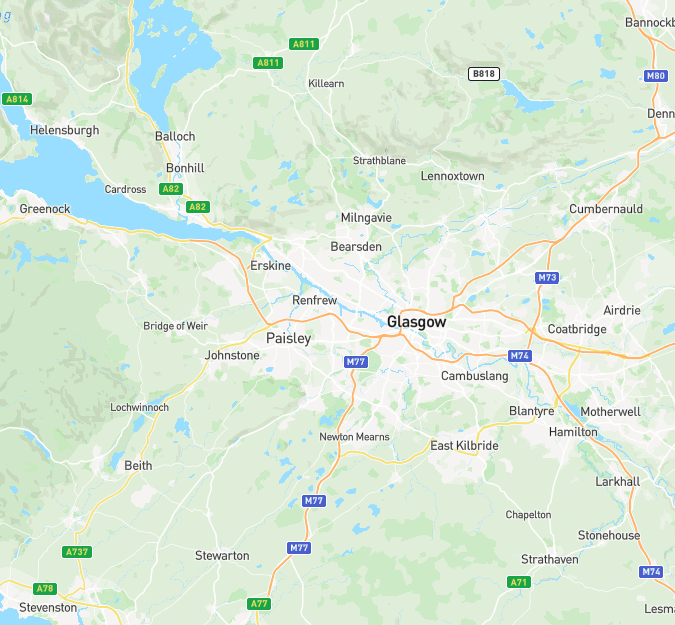 Bannockb
A811
A811
Killearn
B818
M80
A814
Denn
Helensburgh
Balloch
Strathblane
Bonhill
Lennoxtown
Cardross
A82
A82
Greenock
Milngavie
Cumbernauld
Bearsden
Erskine
M73
Renfrew
Airdrie
Bridge of Weir
Glasgow
Coatbridge
Paisley
Johnstone
M77
M74
Cambuslang
Lochwinnoch
Blantyre
Motherwell
Newton Mearns
Hamilton
East Kilbride
Beith
Larkhall
M77
Chapelton
Stonehouse
M77
A737
Stewarton
Strathaven
M74
A71
A78
A77
Stevenston
Lesma